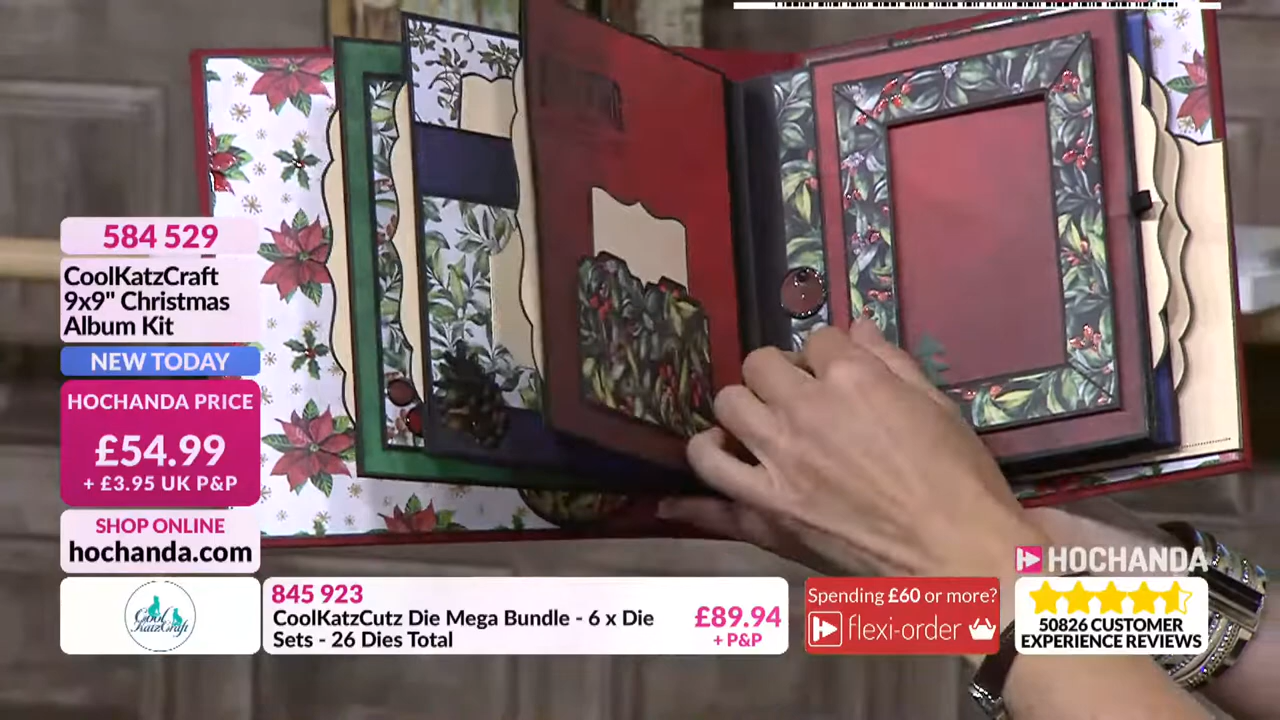 584 529
CoolKatzCraft
9x9" Christmas
Album Kit
NEW TODAY
HOCHANDA PRICE
£54.99
+ £3.95 UK P&P
SHOP ONLINE
hochanda.com
Cool
KatzCraft
845 923
CoolKatzCutz Die Mega Bundle - 6 x Die
Sets - 26 Dies Total
£89.94
+ P&P
Spending £60 or more?
flexi-order
HOCHANDA
50826 CUSTOMER
EXPERIENCE REVIEWS